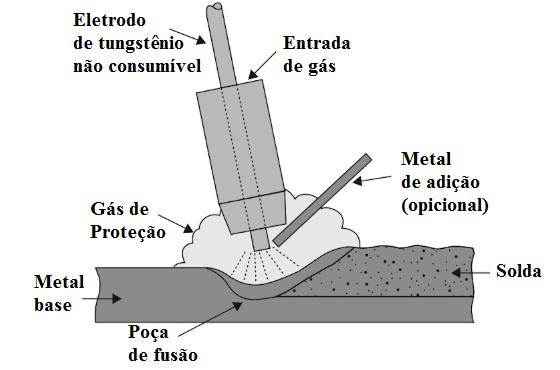 Eletrodo
de tungstênio
não consumível
Entrada
de gás
Metal
de adição
(opicional)
Gás de
Proteção
Solda
Metal
base
Poça
de fusão